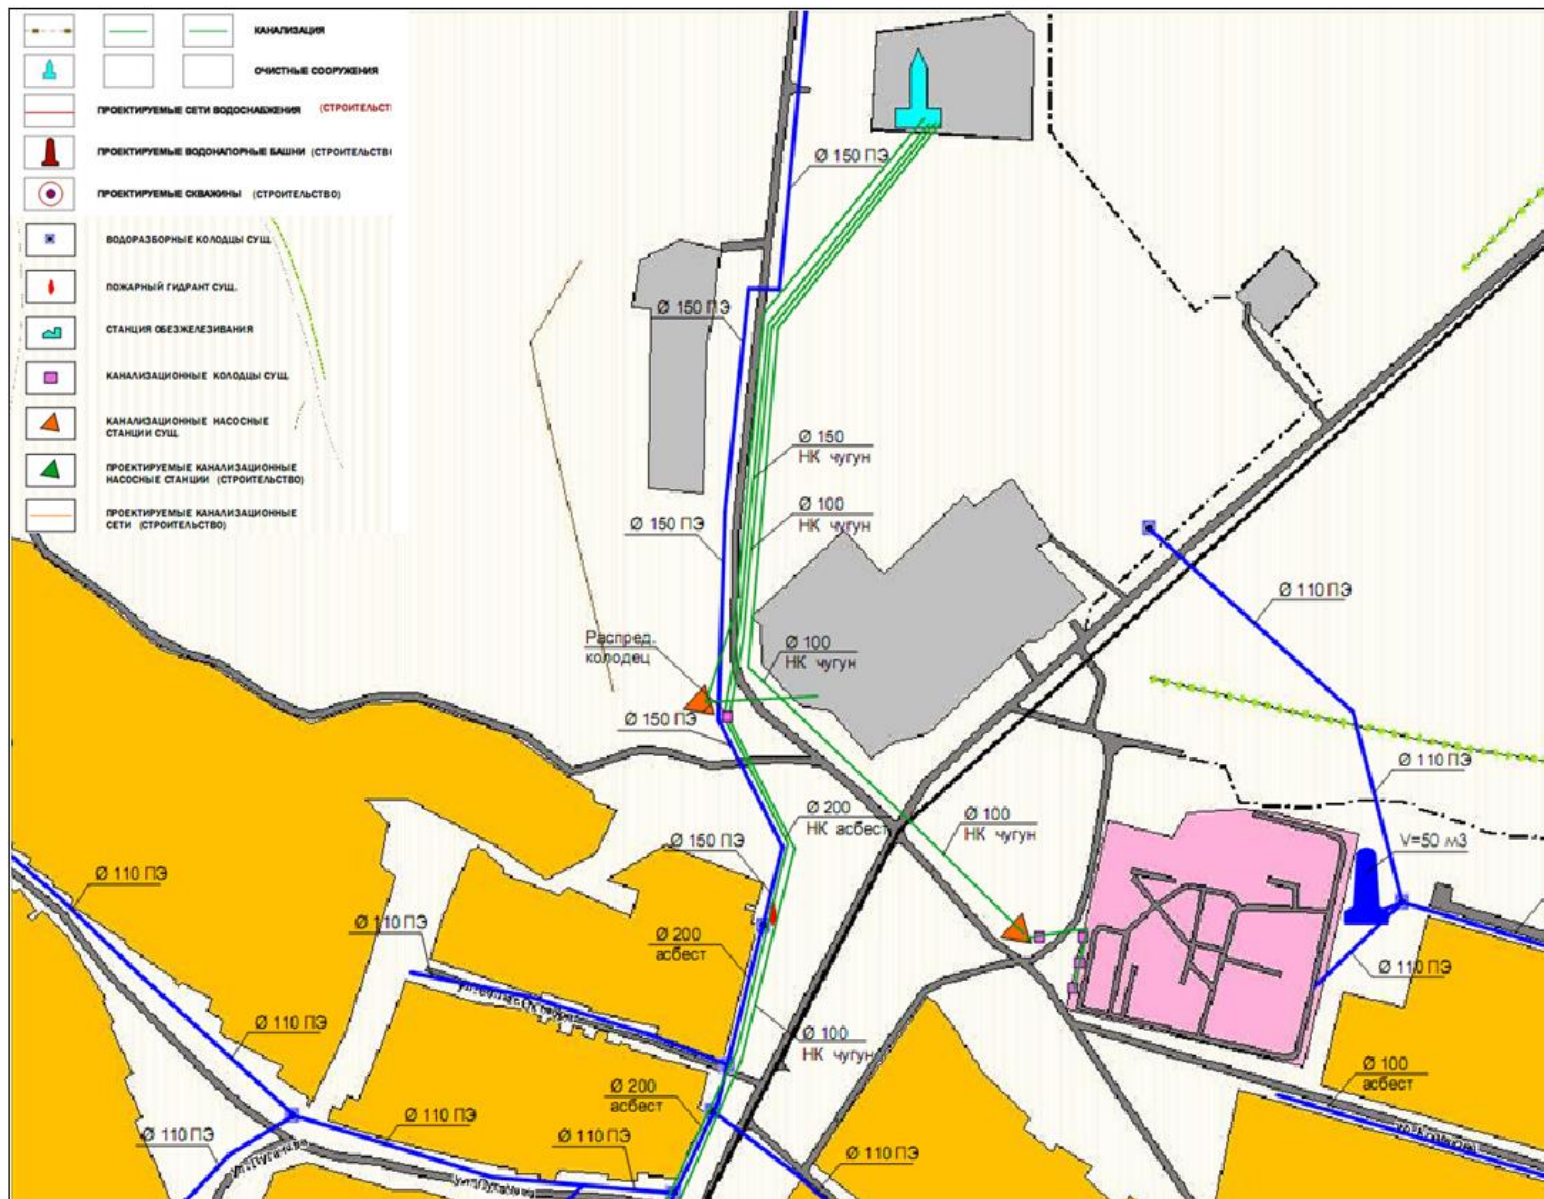 КАНАЛИЗАЦИЯ
ОЧИСТНЫЕ СООРУЖЕНИЯ
ПРОЕКТИРУЕМЫЕ СЕТИ ВОДОСНАБЖЕНИЯ (СТРОИТЕЛЬСТ
ПРОЕКТИРУЕМЫЕ ВОДОНАПОРНЫЕ БАШНИ (СТРОИТЕЛЬСТВ
ПРОЕКТИРУЕМЫЕ СКВАЖИНЫ (СТРОИТЕЛЬСТВО)
ВОДОРАЗБОРНЫЕ КОЛОДЦЫ СУЩ.
ПОЖАРНЫЙ ГИДРАНТ СУЩ.
СТАНЦИЯ ОБЕЗЖЕЛЕЗИВАНИЯ
КАНАЛИЗАЦИОННЫЕ КОЛОДЦЫ СУЩ.
КАНАЛИЗАЦИОННЫЕ НАСОСНЫЕ
СТАНЦИИ СУЩ.
ПРОЕКТИРУЕМЫЕ КАНАЛИЗАЦИОННЫЕ
НАСОСНЫЕ СТАНЦИИ (СТРОИТЕЛЬСТВО)
ПРОЕКТИРУЕМЫЕ КАНАЛИЗАЦИОННЫЕ
СЕТИ (СТРОИТЕЛЬСТВО)
Ø 150 ПЭ
Ø 150 ПЭ
Ø 150
НК чугун
Ø 100
НК чугун
Ø 150 ПЭ
Ø 110 ПЭ
Распред.
колодец
Ø 100
НК чугун
Ø 150 ПЭ
Ø 110 ПЭ
Ø 200
НК асбест
Ø 100
НК чугун
Ø 150 ПЭ
V=50 м3
Ø 110 ПЭ
Ø 110 ПЭ
Ø 200
асбест
Ø 110 ПЭ
Ø 110 ПЭ
Ø 100
НК чугун
Ø 100
асбест
Ø 200
асбест
Ø 110 ПЭ
Ø 110 ПЭ
Ø 110 ПЭ
Ø 110 ПЭ